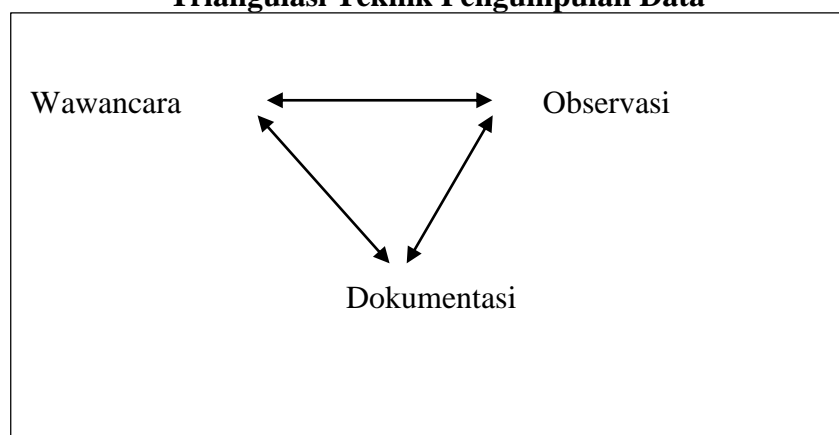 Triangulasi Teknik Pengumpulan Data
Wawancara Observasi
Dokumentasi